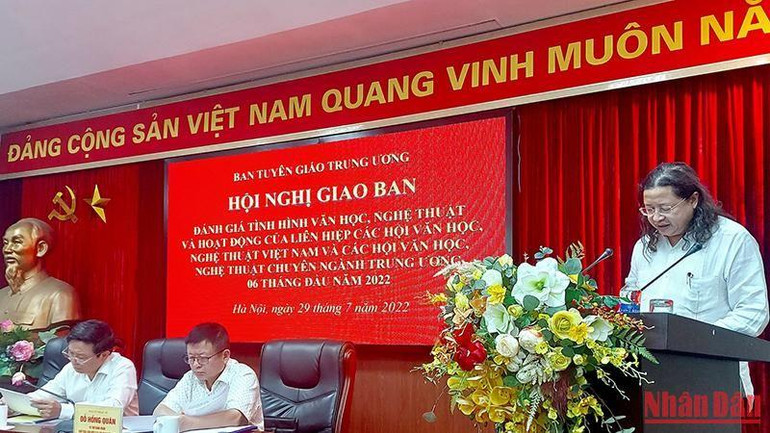 ĐẢNG CỘNG SẢN VIỆT NAM QUANG VINH MUÔN NĂ
BAN TUYÊN GIÁO TRUNG ƯƠNG
HỘI NGHỊ GIAO BAN
ĐÁNH GIÁ TÌNH HÌNH VĂN HỌC, NGHỆ THUẬT
VÀ HOẠT ĐỘNG CỦA LIÊN HIỆP CÁC HỘI VĂN HỌC,
NGHỆ THUẬT VIỆT NAM VÀ CÁC HỘI VĂN HỌC,
NGHỆ THUẬT CHUYÊN NGÀNH TRUNG ƯƠNG
06 THÁNG ĐẦU NĂM 2022
Hà Nội, ngày 29 tháng 7 năm 2022
ĐỖ HỒNG QUÂN
Nhân Dân